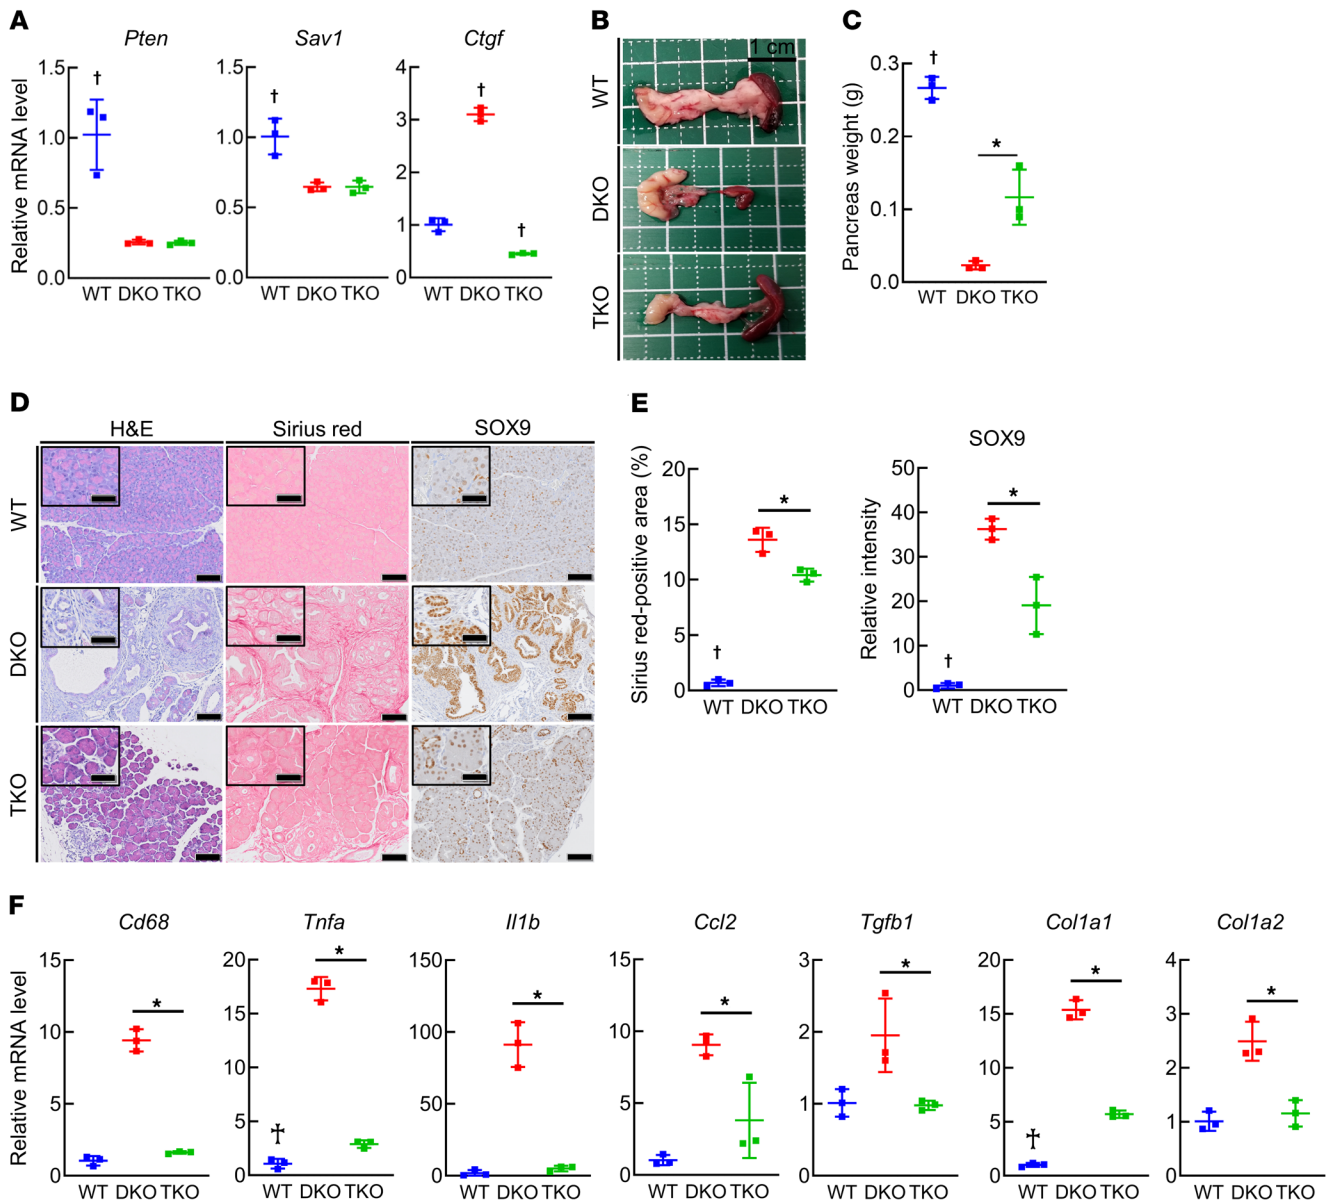 A
Pten
Sav1
Ctgf
Relative mRNA level
1.5
1.0
0.5
0.0
†
WT DKO TKO
1.5
1.0
0.5
0.0
†
WT DKO TKO
4
3
2
1
0
†
†
WT DKO TKO
B
1 cm
WT
DKO
TKO
C
Pancreas weight (g)
0.3
0.2
0.1
0.0
†
*
WT DKO TKO
D
H&E
Sirius red
SOX9
WT
DKO
TKO
E
Sirius red-positive area (%)
20
15
10
5
0
†
*
WT DKO TKO
SOX9
Relative intensity
50
40
30
20
10
0
†
*
WT DKO TKO
F
Relative mRNA level
Cd68
15
10
5
0
*
WT DKO TKO
Tnfa
20
15
10
5
0
*
☩
WT DKO TKO
Il1b
150
100
50
0
*
WT DKO TKO
Ccl2
15
10
5
0
*
WT DKO TKO
Tgfb1
3
2
1
0
*
WT DKO TKO
Col1a1
20
15
10
5
0
*
☩
WT DKO TKO
Col1a2
4
3
2
1
0
*
WT DKO TKO